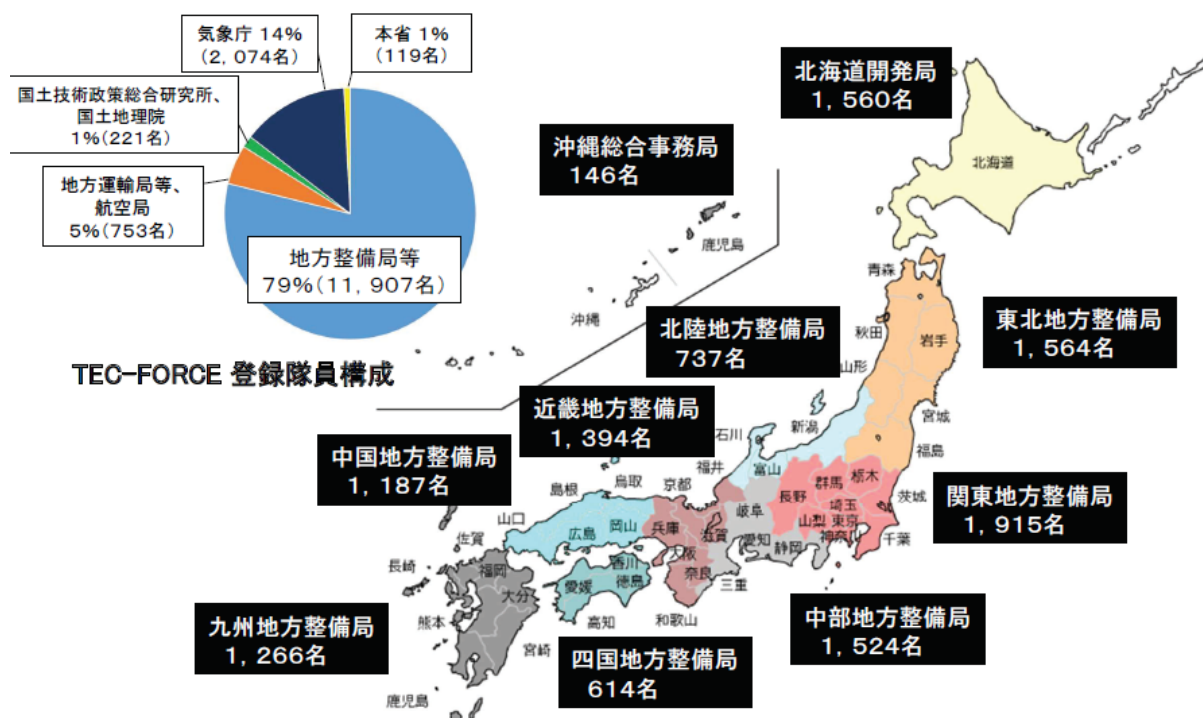 気象庁 14%
(2, 074名)
本省 1%
(119名)
国土技術政策総合研究所、
国土地理院
1%(221名)
地方運輸局等、
航空局
5%(753名)
地方整備局等
79%(11, 907名)
TEC-FORCE 登録隊員構成
北海道開発局
1, 560名
沖縄総合事務局
146名
北陸地方整備局
737名
東北地方整備局
1, 564名
近畿地方整備局
1, 394名
中国地方整備局
1, 187名
関東地方整備局
1, 915名
九州地方整備局
1, 266名
四国地方整備局
614名
中部地方整備局
1, 524名
北海道
鹿児島
沖縄
青森
秋田
岩手
山形
宮城
福島
新潟
石川
富山
福井
長野
群馬
栃木
茨城
埼玉
山梨
東京
神奈川
千葉
岐阜
愛知
静岡
三重
滋賀
京都
兵庫
大阪
奈良
和歌山
鳥取
島根
岡山
広島
山口
香川
徳島
愛媛
高知
佐賀
福岡
長崎
大分
熊本
宮崎
鹿児島